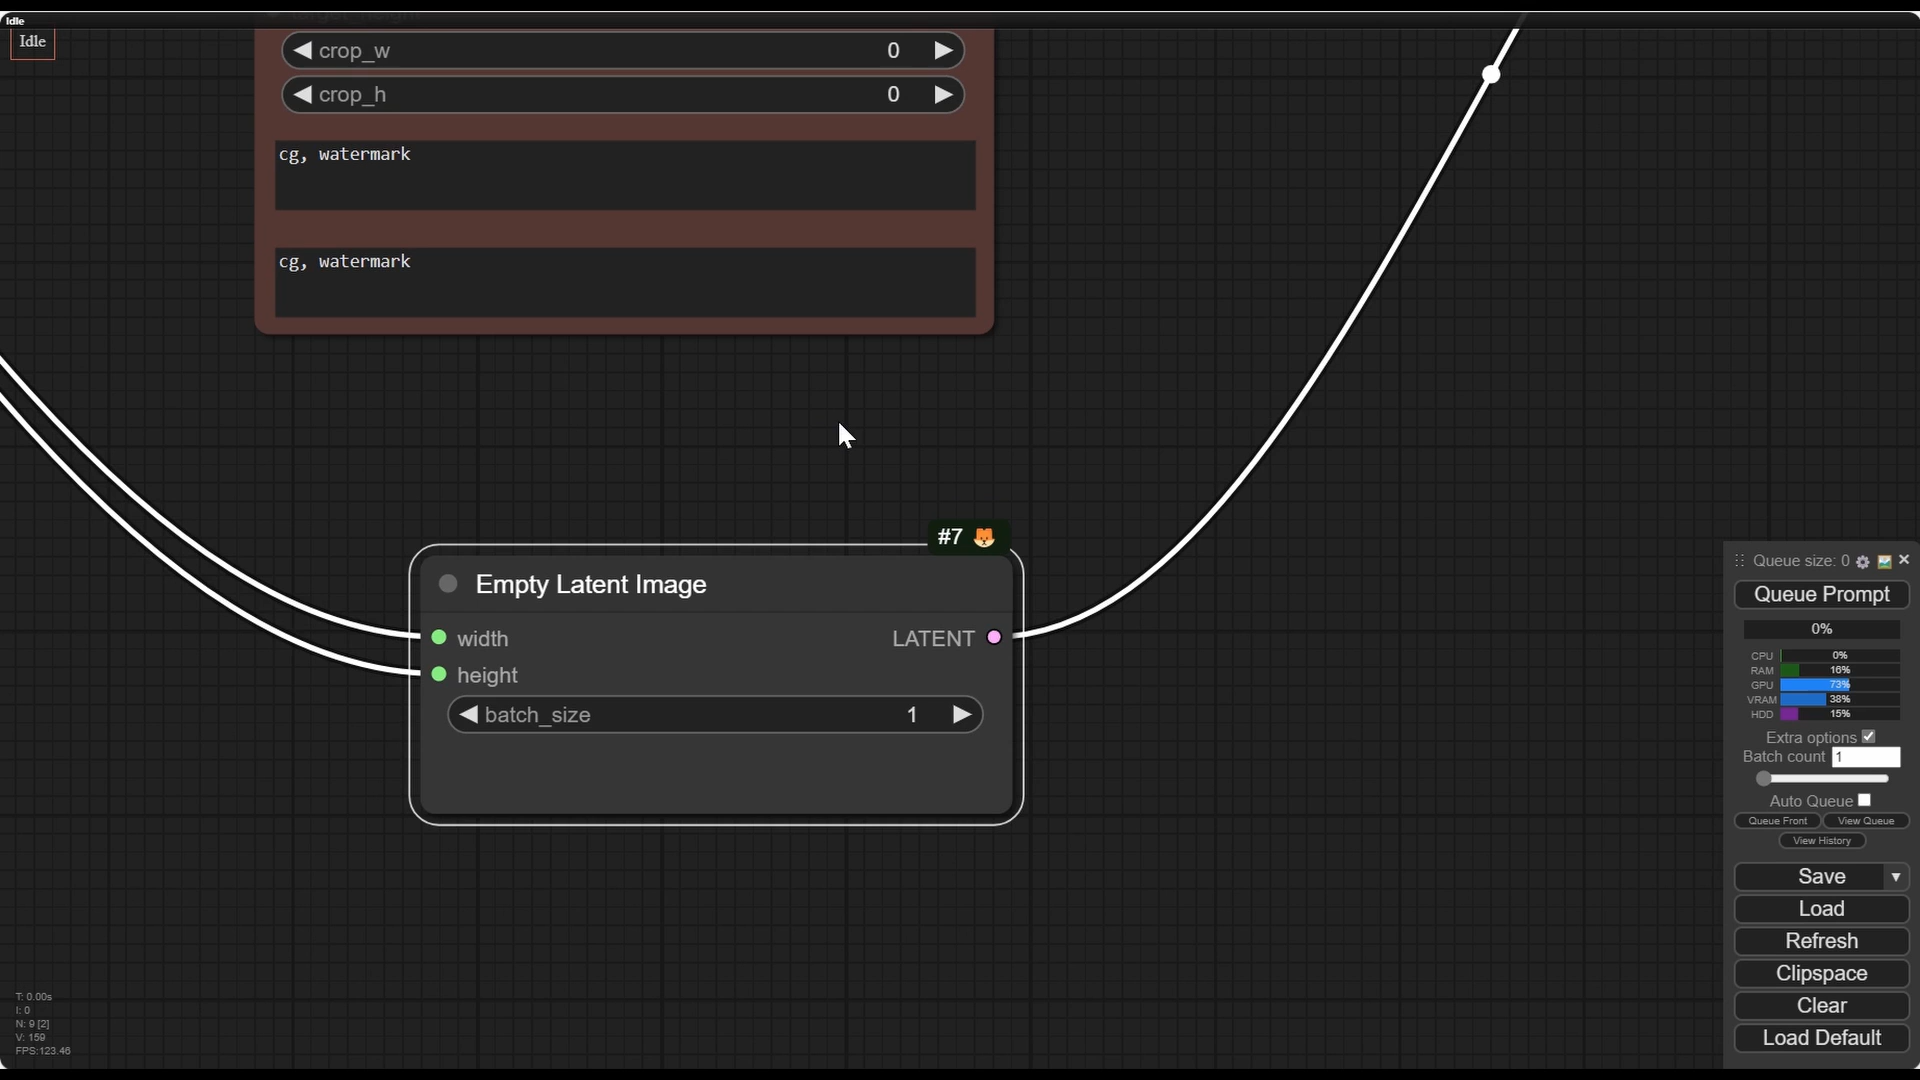 Idle
Idle
target_height
crop_w 0
crop_h 0
cg, watermark
cg, watermark
#7
Empty Latent Image
width LATENT
height
batch_size 1
Queue size: 0
Queue Prompt
0%
CPU 0%
RAM 16%
GPU 73%
VRAM 38%
HDD 15%
Extra options
Batch count 1
Auto Queue
Queue Front View Queue
View History
Save
Load
Refresh
Clipspace
Clear
Load Default
T: 0.00s
I: 0
N: 9 [2]
V: 159
FPS:123.46